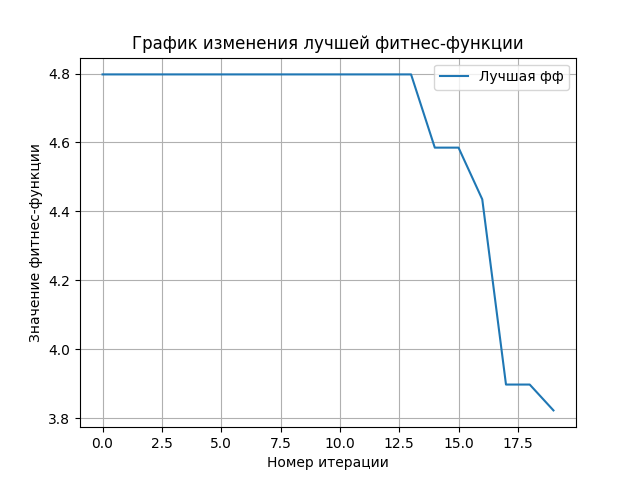 График изменения лучшей фитнес-функции
Лучшая фф
Значение фитнес-функции
4.8
4.6
4.4
4.2
4.0
3.8
0.0 2.5 5.0 7.5 10.0 12.5 15.0 17.5
Номер итерации